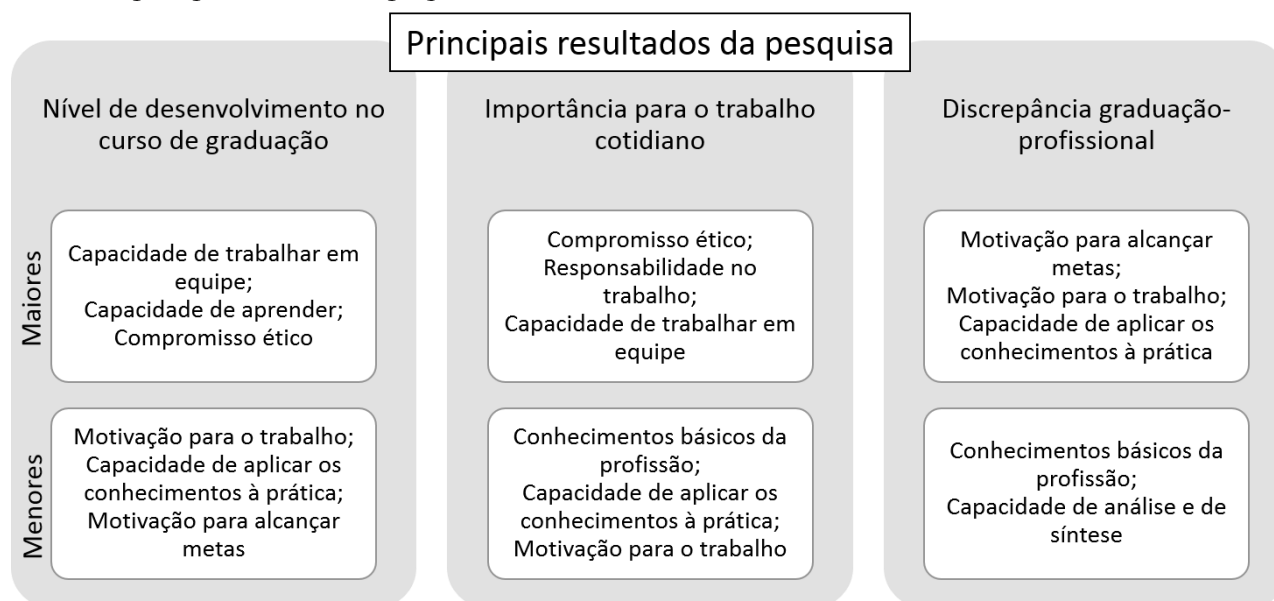 Principais resultados da pesquisa
Nível de desenvolvimento no
curso de graduação
Importância para o trabalho
cotidiano
Discrepância graduação-
profissional
Maiores
Capacidade de trabalhar em
equipe;
Capacidade de aprender;
Compromisso ético
Compromisso ético;
Responsabilidade no
trabalho;
Capacidade de trabalhar em
equipe
Motivação para alcançar
metas;
Motivação para o trabalho;
Capacidade de aplicar os
conhecimentos à prática
Menores
Motivação para o trabalho;
Capacidade de aplicar os
conhecimentos à prática;
Motivação para alcançar
metas
Conhecimentos básicos da
profissão;
Capacidade de aplicar os
conhecimentos à prática;
Motivação para o trabalho
Conhecimentos básicos da
profissão;
Capacidade de análise e de
síntese